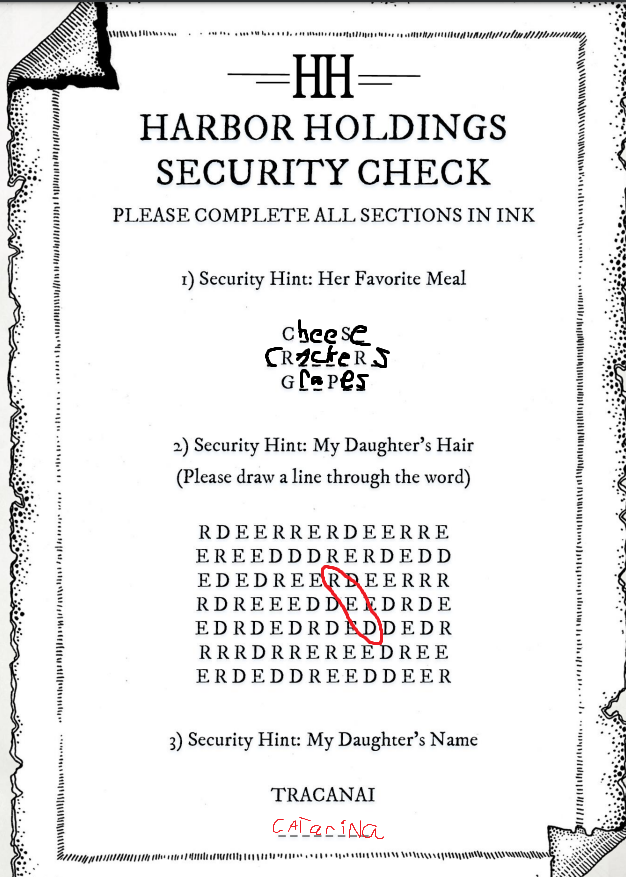 HH
HARBOR HOLDINGS
SECURITY CHECK
PLEASE COMPLETE ALL SECTIONS IN INK
1) Security Hint: Her Favorite Meal
CheeSe
CRackeRS
GraPes
2) Security Hint: My Daughter's Hair
(Please draw a line through the word)
R D E E R R E R D E E R R E
E R E E D D D R E R D E D D
E D E D R E E R D E E R R R
R D R E E E D D E E D R D E
E D R D E D R D E D D E D R
R R R D R R E R E E D R E E
E R D E D D R E E D D E E R
3) Security Hint: My Daughter's Name
TRACANAI
CATariNa